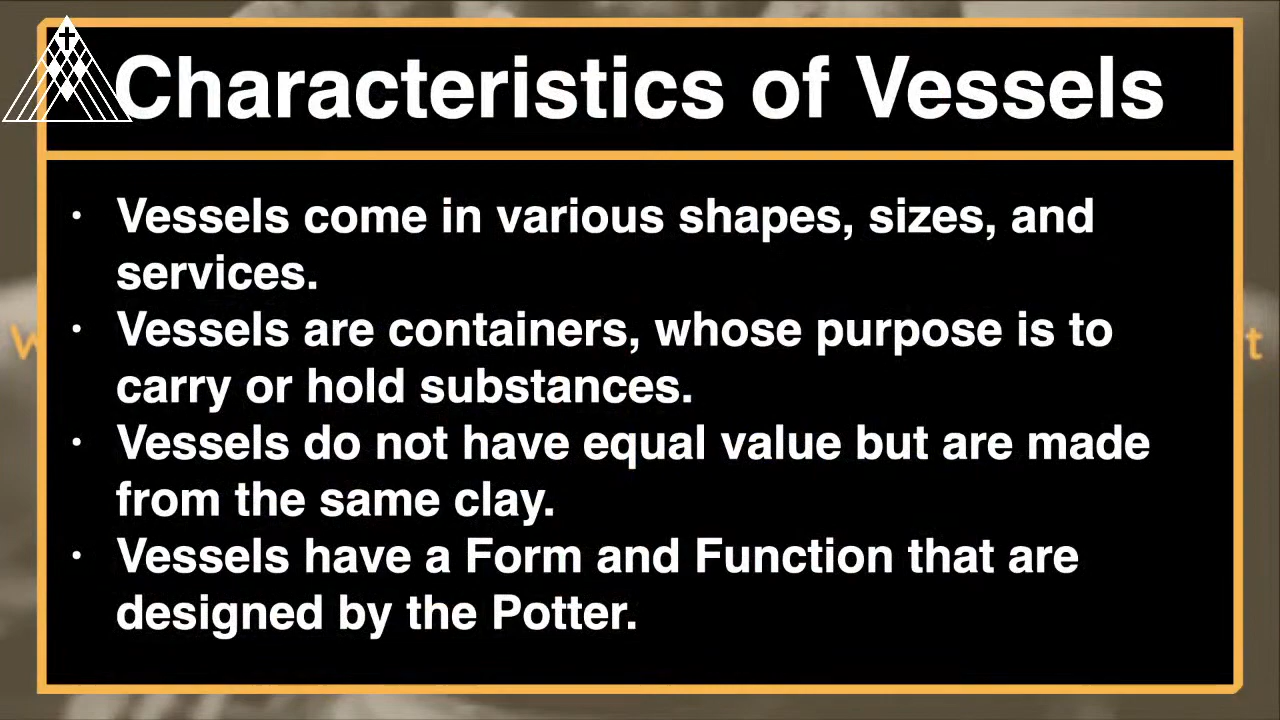 Characteristics of Vessels
• Vessels come in various shapes, sizes, and
services.
• Vessels are containers, whose purpose is to
carry or hold substances.
• Vessels do not have equal value but are made
from the same clay.
• Vessels have a Form and Function that are
designed by the Potter.